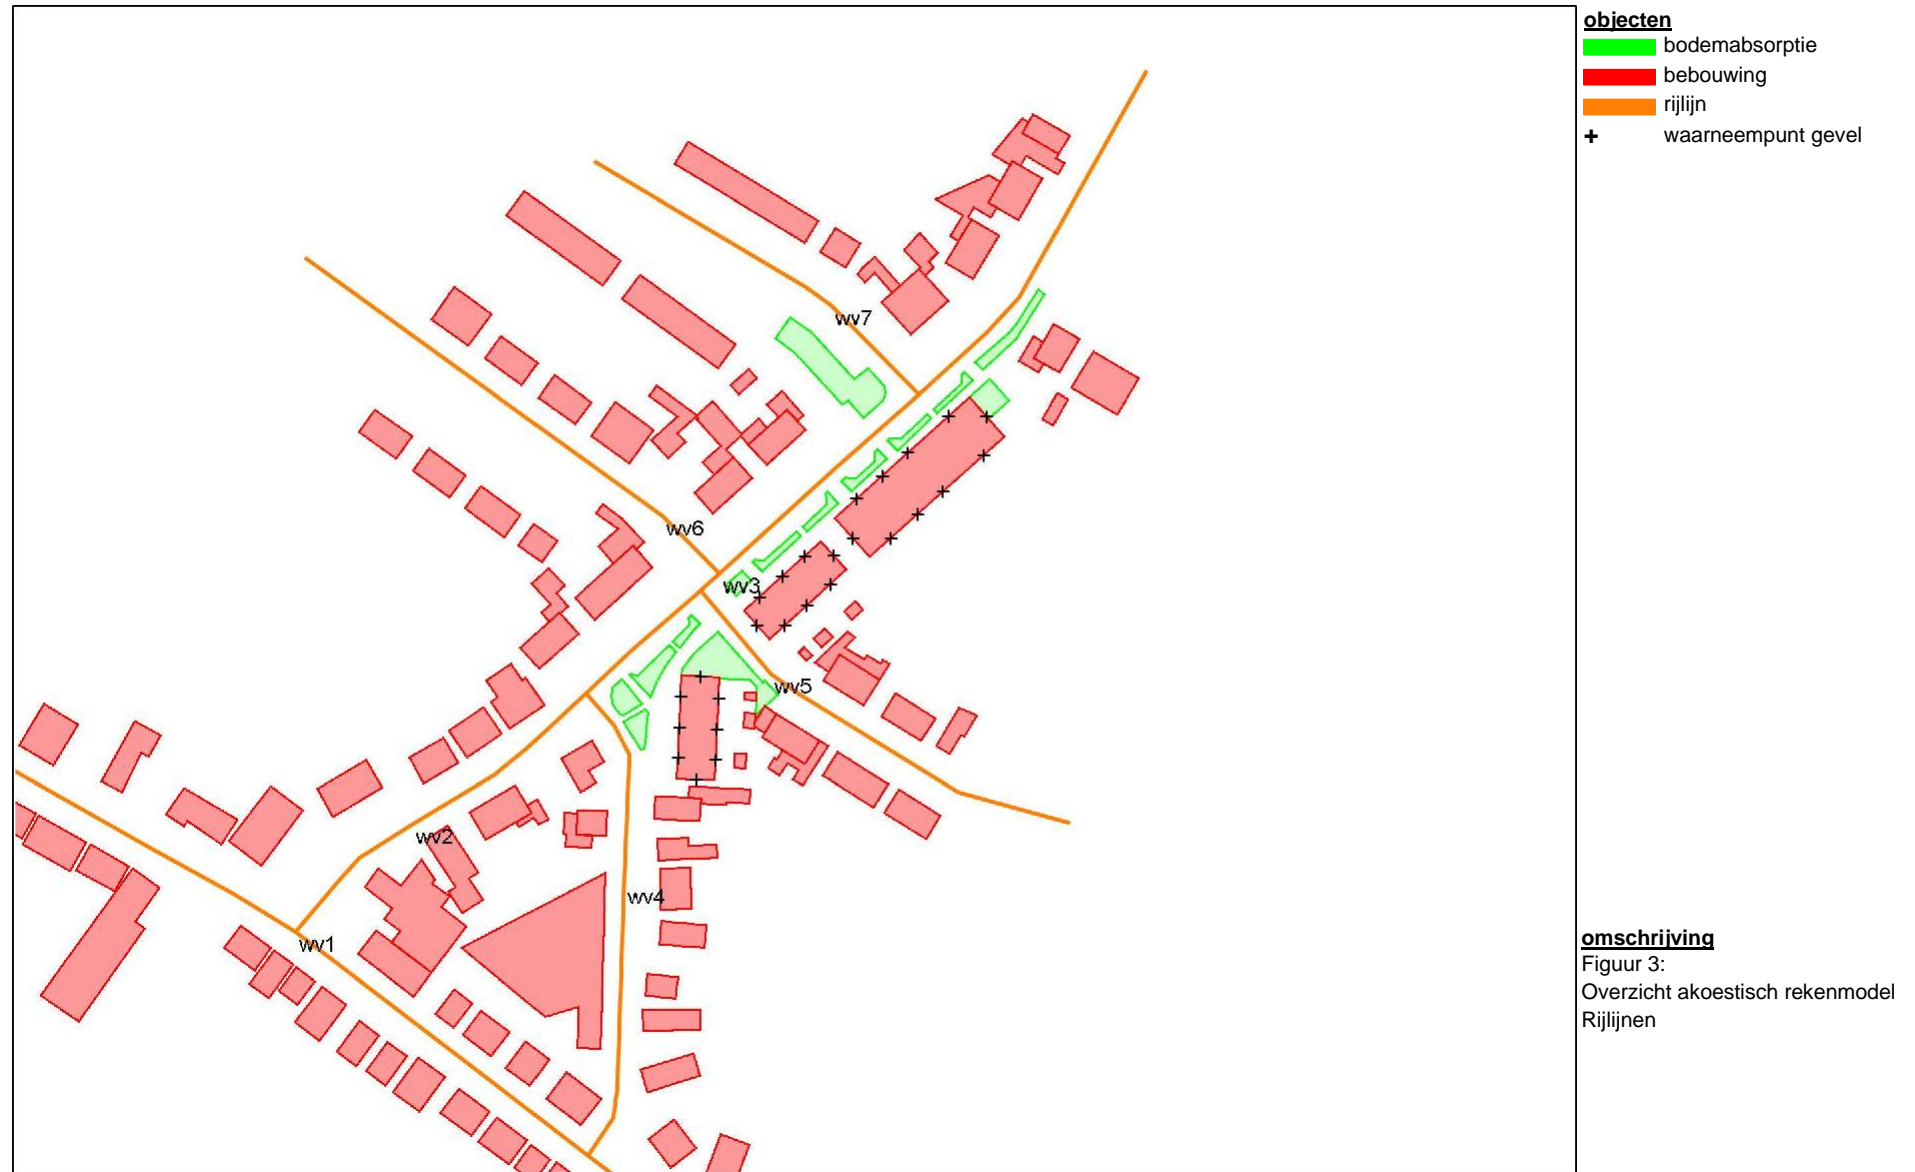 objecten
bodemabsorptie
bebouwing
rijlijn
+ waarneempunt gevel
wv7
wv6
wv3
wv5
wv2
wv4
wv1
omschrijving
Figuur 3:
Overzicht akoestisch rekenmodel
Rijlijnen